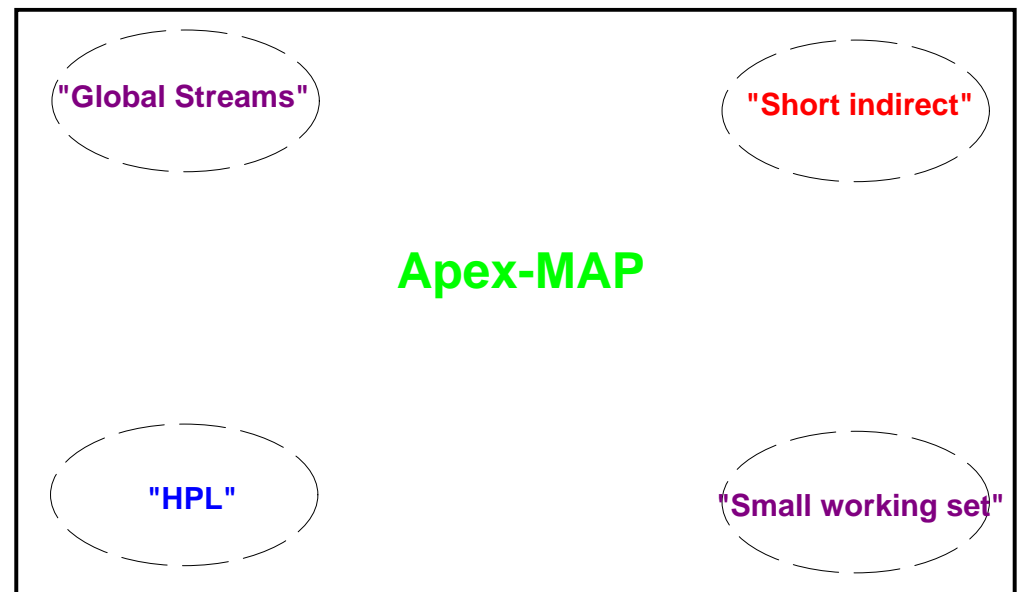 "Global Streams"
"Short indirect"
Apex-MAP
"HPL"
"Small working set"